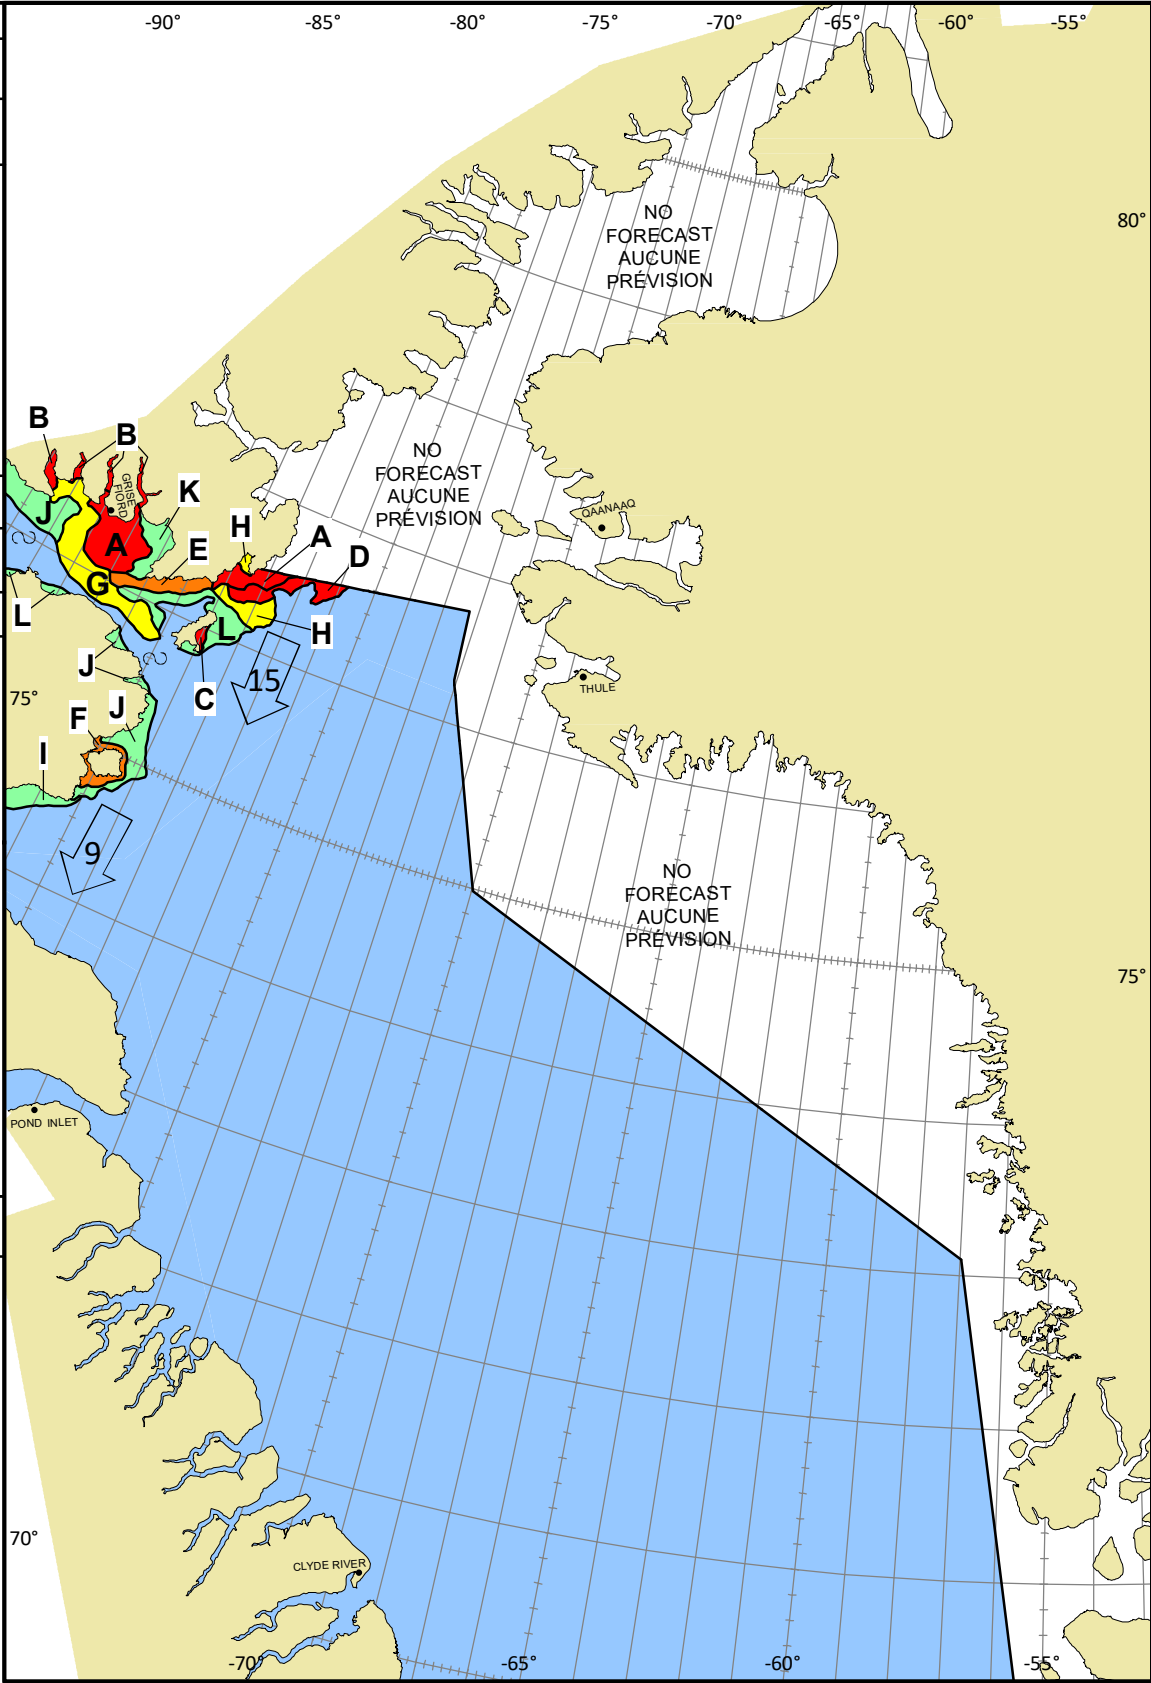 -90°
-85°
-80°
-75°
-70°
-65°
-60°
-55°
NO
FORECAST
AUCUNE
PRÉVISION
80°
B
B
K
GRISE
FIORD
J
A
E
H
A
D
NO
FORECAST
AUCUNE
PRÉVISION
QAANAAQ
2
G
L
L
H
2
J
C
15
THULE
75°
F
J
I
9
NO
FORECAST
AUCUNE
PRÉVISION
75°
POND INLET
70°
CLYDE RIVER
-70°
-65°
-60°
-55°